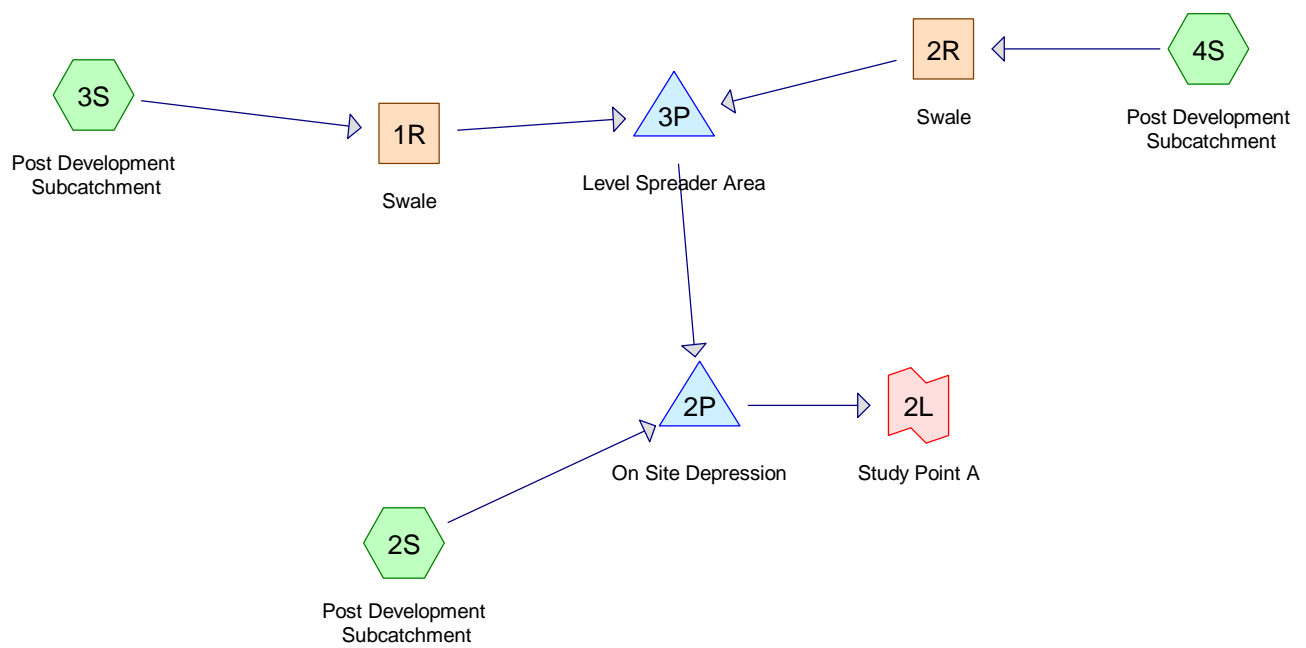 3S
Post Development
Subcatchment
1R
Swale
3P
Level Spreader Area
2R
Swale
4S
Post Development
Subcatchment
2P
On Site Depression
2L
Study Point A
2S
Post Development
Subcatchment